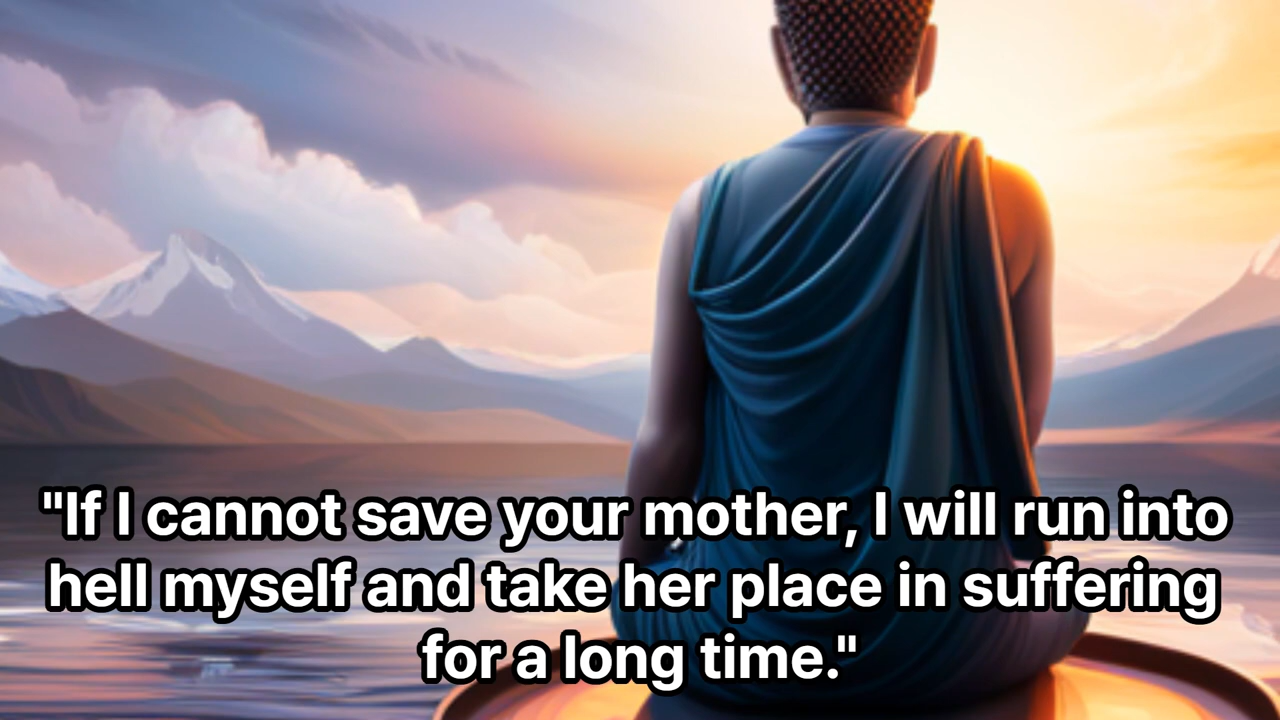 "If I cannot save your mother, I will run into
hell myself and take her place in suffering
for a long time."